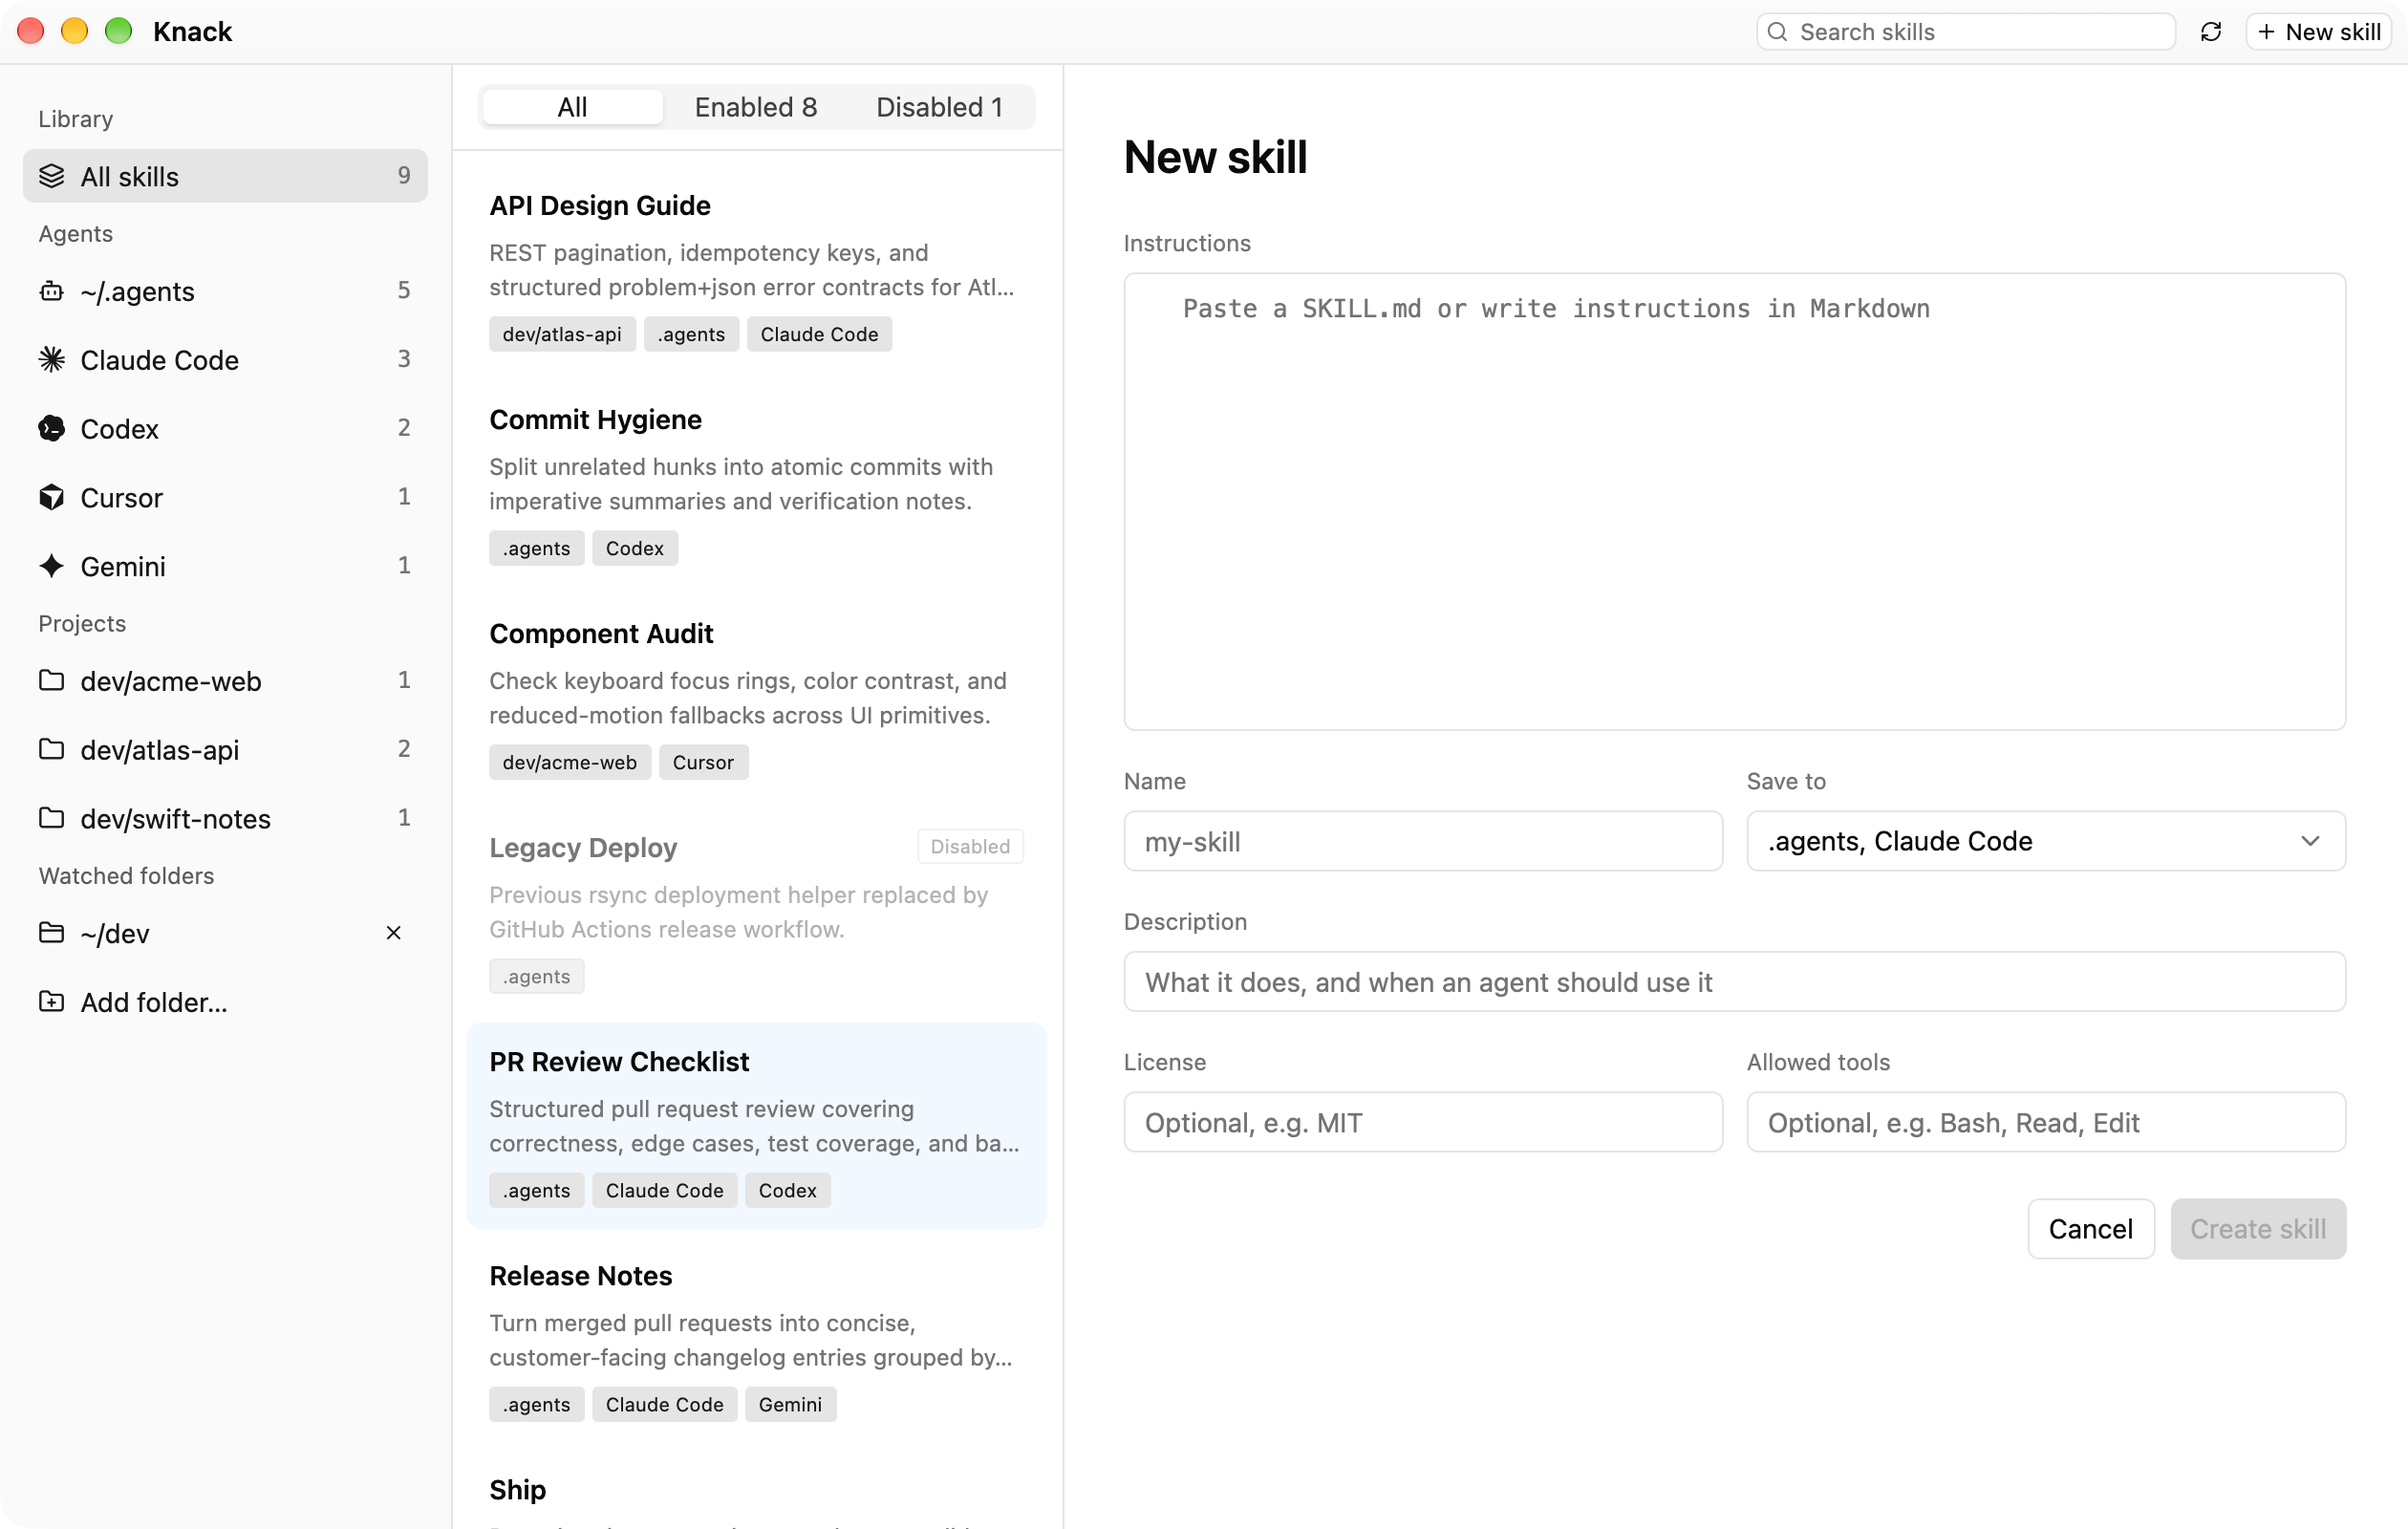 Knack
Search skills
New skill
Library
All skills 9
Agents
~/.agents 5
Claude Code 3
Codex 2
Cursor 1
Gemini 1
Projects
dev/acme-web 1
dev/atlas-api 2
dev/swift-notes 1
Watched folders
~/dev
Add folder...
All Enabled 8 Disabled 1
API Design Guide
REST pagination, idempotency keys, and
structured problem+json error contracts for Atl...
dev/atlas-api .agents Claude Code
Commit Hygiene
Split unrelated hunks into atomic commits with
imperative summaries and verification notes.
.agents Codex
Component Audit
Check keyboard focus rings, color contrast, and
reduced-motion fallbacks across UI primitives.
dev/acme-web Cursor
Legacy Deploy Disabled
Previous rsync deployment helper replaced by
GitHub Actions release workflow.
.agents
PR Review Checklist
Structured pull request review covering
correctness, edge cases, test coverage, and ba...
.agents Claude Code Codex
Release Notes
Turn merged pull requests into concise,
customer-facing changelog entries grouped by...
.agents Claude Code Gemini
Ship
New skill
Instructions
Paste a SKILL.md or write instructions in Markdown
Name
my-skill
Save to
.agents, Claude Code
Description
What it does, and when an agent should use it
License
Optional, e.g. MIT
Allowed tools
Optional, e.g. Bash, Read, Edit
Cancel Create skill